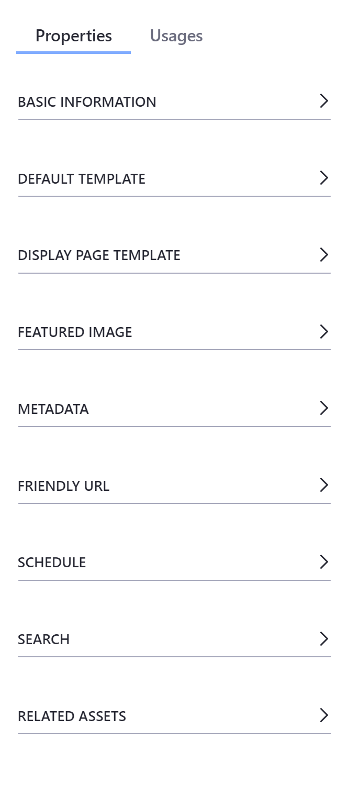 Properties Usages
BASIC INFORMATION
DEFAULT TEMPLATE
DISPLAY PAGE TEMPLATE
FEATURED IMAGE
METADATA
FRIENDLY URL
SCHEDULE
SEARCH
RELATED ASSETS